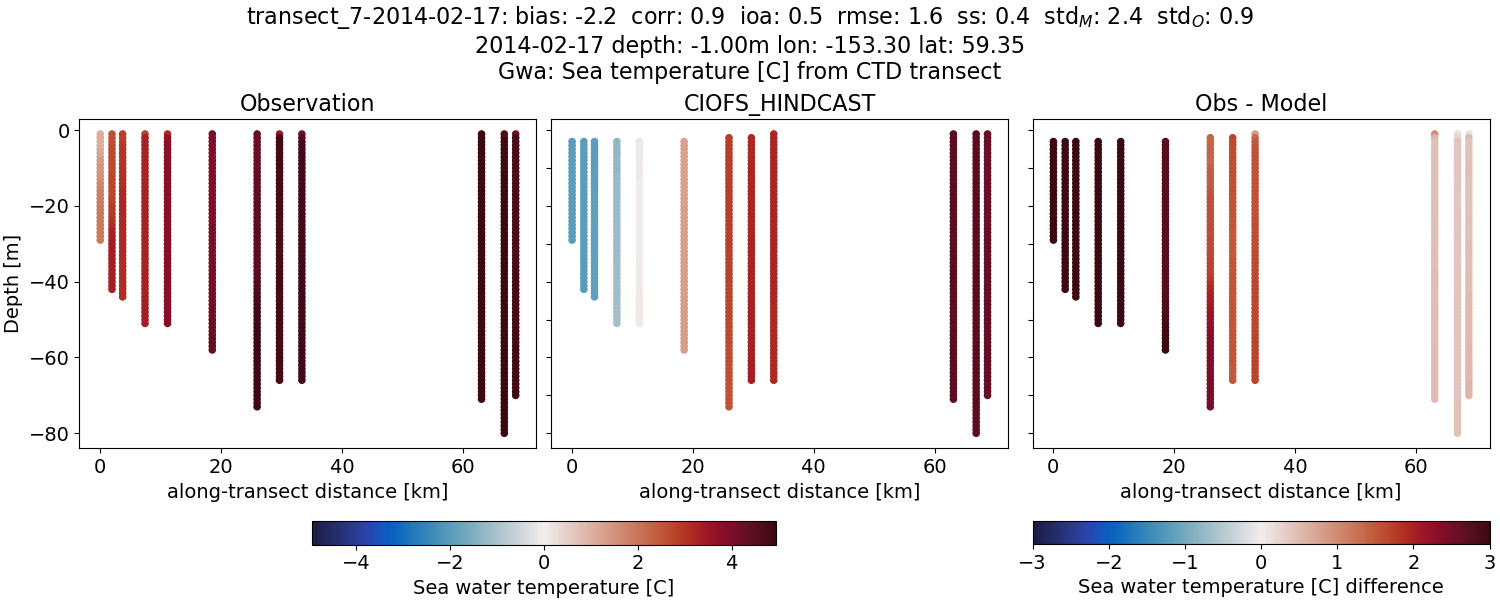 transect_7-2014-02-17: bias: -2.2 corr: 0.9 ioa: 0.5 rmse: 1.6 ss: 0.4 std_M: 2.4 std_O: 0.9
2014-02-17 depth: -1.00m lon: -153.30 lat: 59.35
Gwa: Sea temperature [C] from CTD transect
Observation
CIOFS_HINDCAST
Obs - Model
Depth [m]
0
−20
−40
−60
−80
0 20 40 60
along-transect distance [km]
0 20 40 60
along-transect distance [km]
0 20 40 60
along-transect distance [km]
−4 −2 0 2 4
Sea water temperature [C]
−3 −2 −1 0 1 2 3
Sea water temperature [C] difference